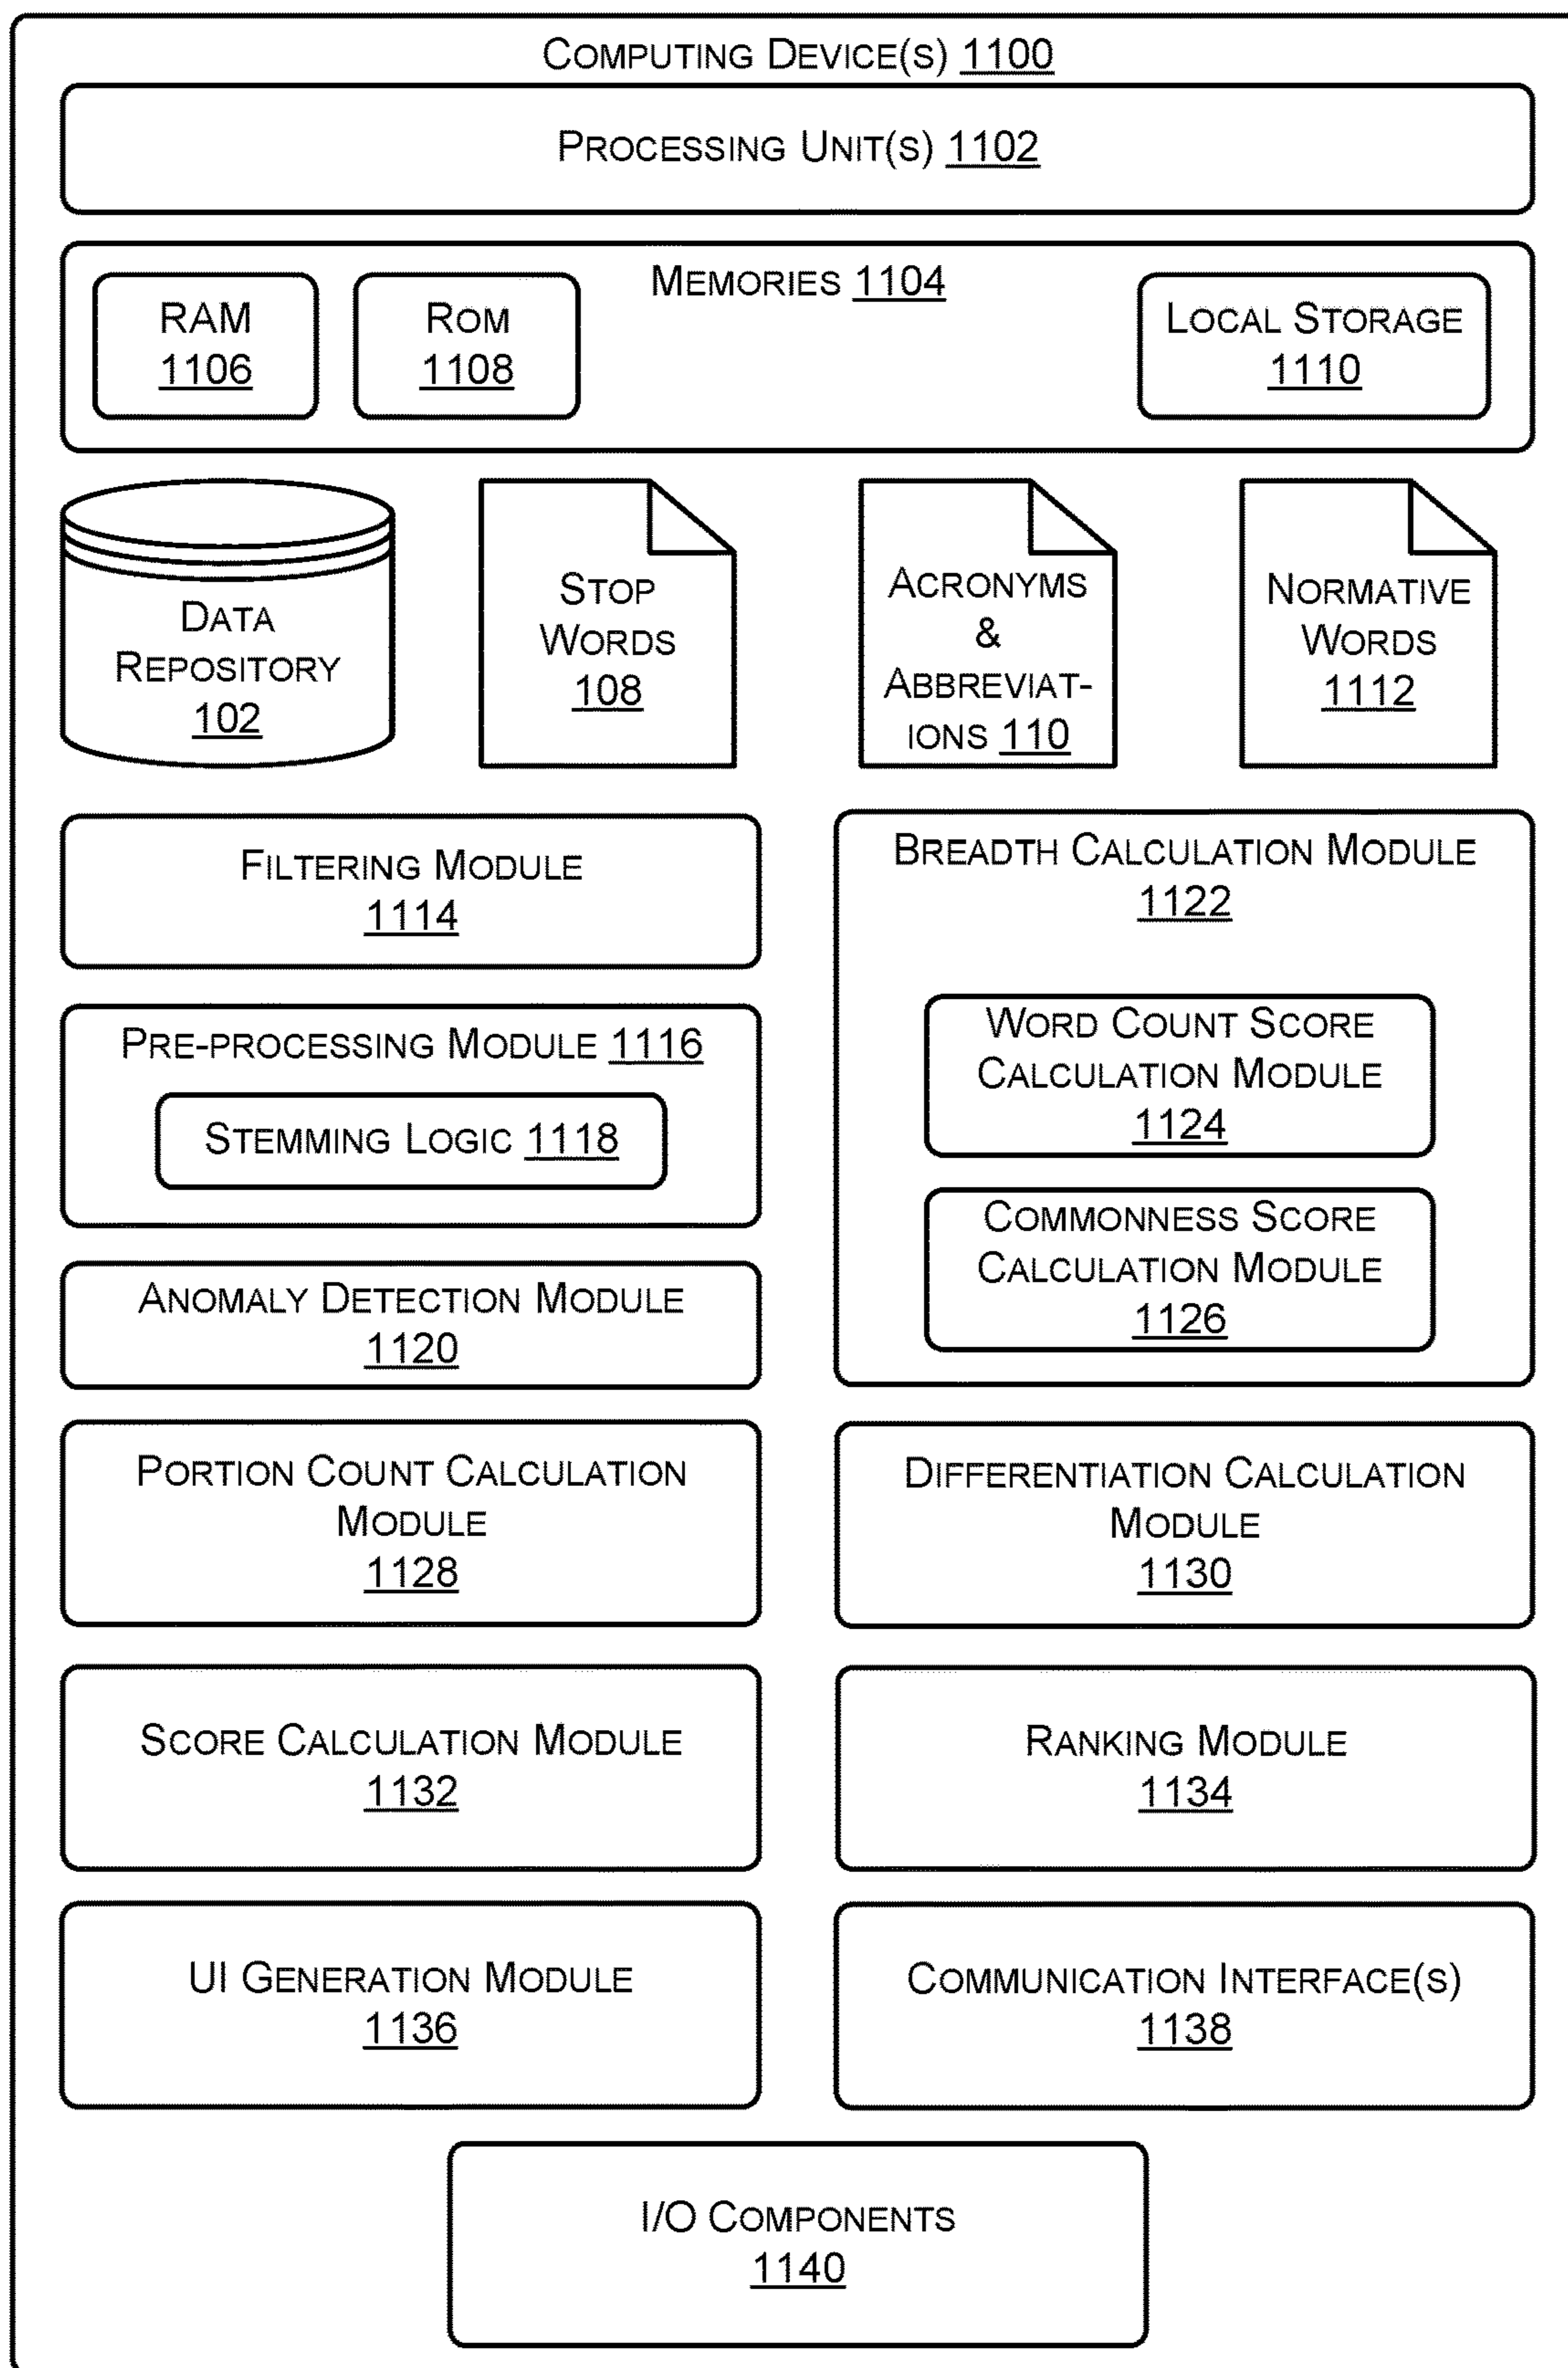 COMPUTING DEVICE(S) 1100
PROCESSING UNIT(S) 1102
MEMORIES 1104
RAM
1106
ROM
1108
LOCAL STORAGE
1110
DATA
REPOSITORY
102
STOP
WORDS
108
ACRONYMS
&
ABBREVIAT-
IONS 110
NORMATIVE
WORDS
1112
FILTERING MODULE
1114
PRE-PROCESSING MODULE 1116
STEMMING LOGIC 1118
ANOMALY DETECTION MODULE
1120
BREADTH CALCULATION MODULE
1122
WORD COUNT SCORE
CALCULATION MODULE
1124
COMMONNESS SCORE
CALCULATION MODULE
1126
PORTION COUNT CALCULATION
MODULE
1128
DIFFERENTIATION CALCULATION
MODULE
1130
SCORE CALCULATION MODULE
1132
RANKING MODULE
1134
UI GENERATION MODULE
1136
COMMUNICATION INTERFACE(S)
1138
I/O COMPONENTS
1140